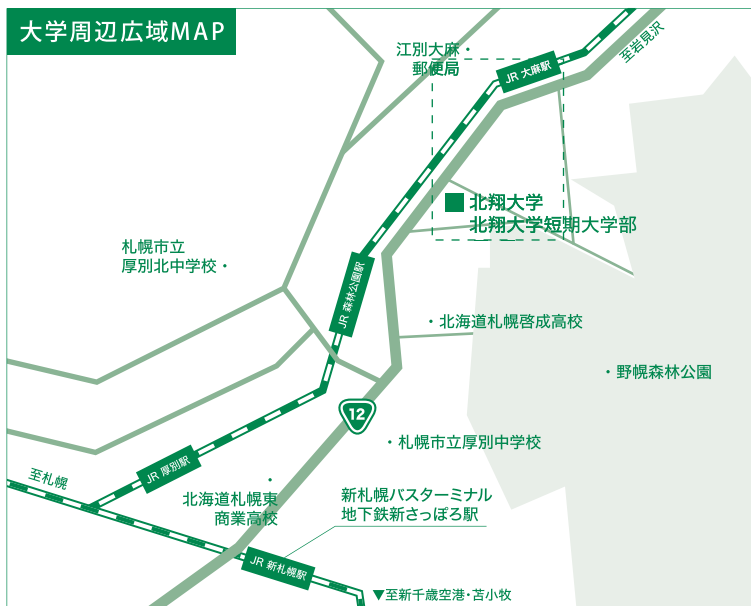 大学周辺広域MAP
江別大麻・
郵便局
JR 大麻駅
至岩見沢
北翔大学
北翔大学短期大学部
札幌市立
厚別北中学校・
JR 森林公園駅
・北海道札幌啓成高校
・野幌森林公園
12
・札幌市立厚別中学校
JR 厚別駅
至札幌
北海道札幌東
商業高校
新札幌バスターミナル
地下鉄新さっぽろ駅
JR 新札幌駅
▼至新千歳空港・苫小牧